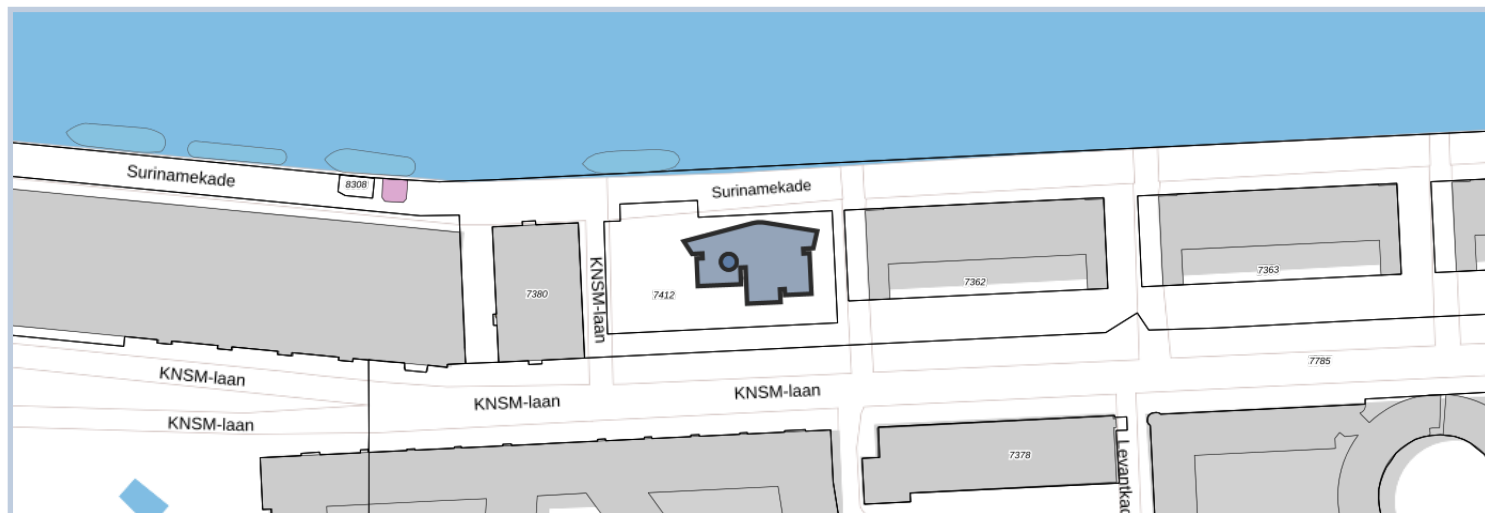 Surinamekade
8308
Surinamekade
KNSM-laan
7380
7412
7362
7363
7785
KNSM-laan
KNSM-laan
KNSM-laan
KNSM-laan
7378
Levantkad